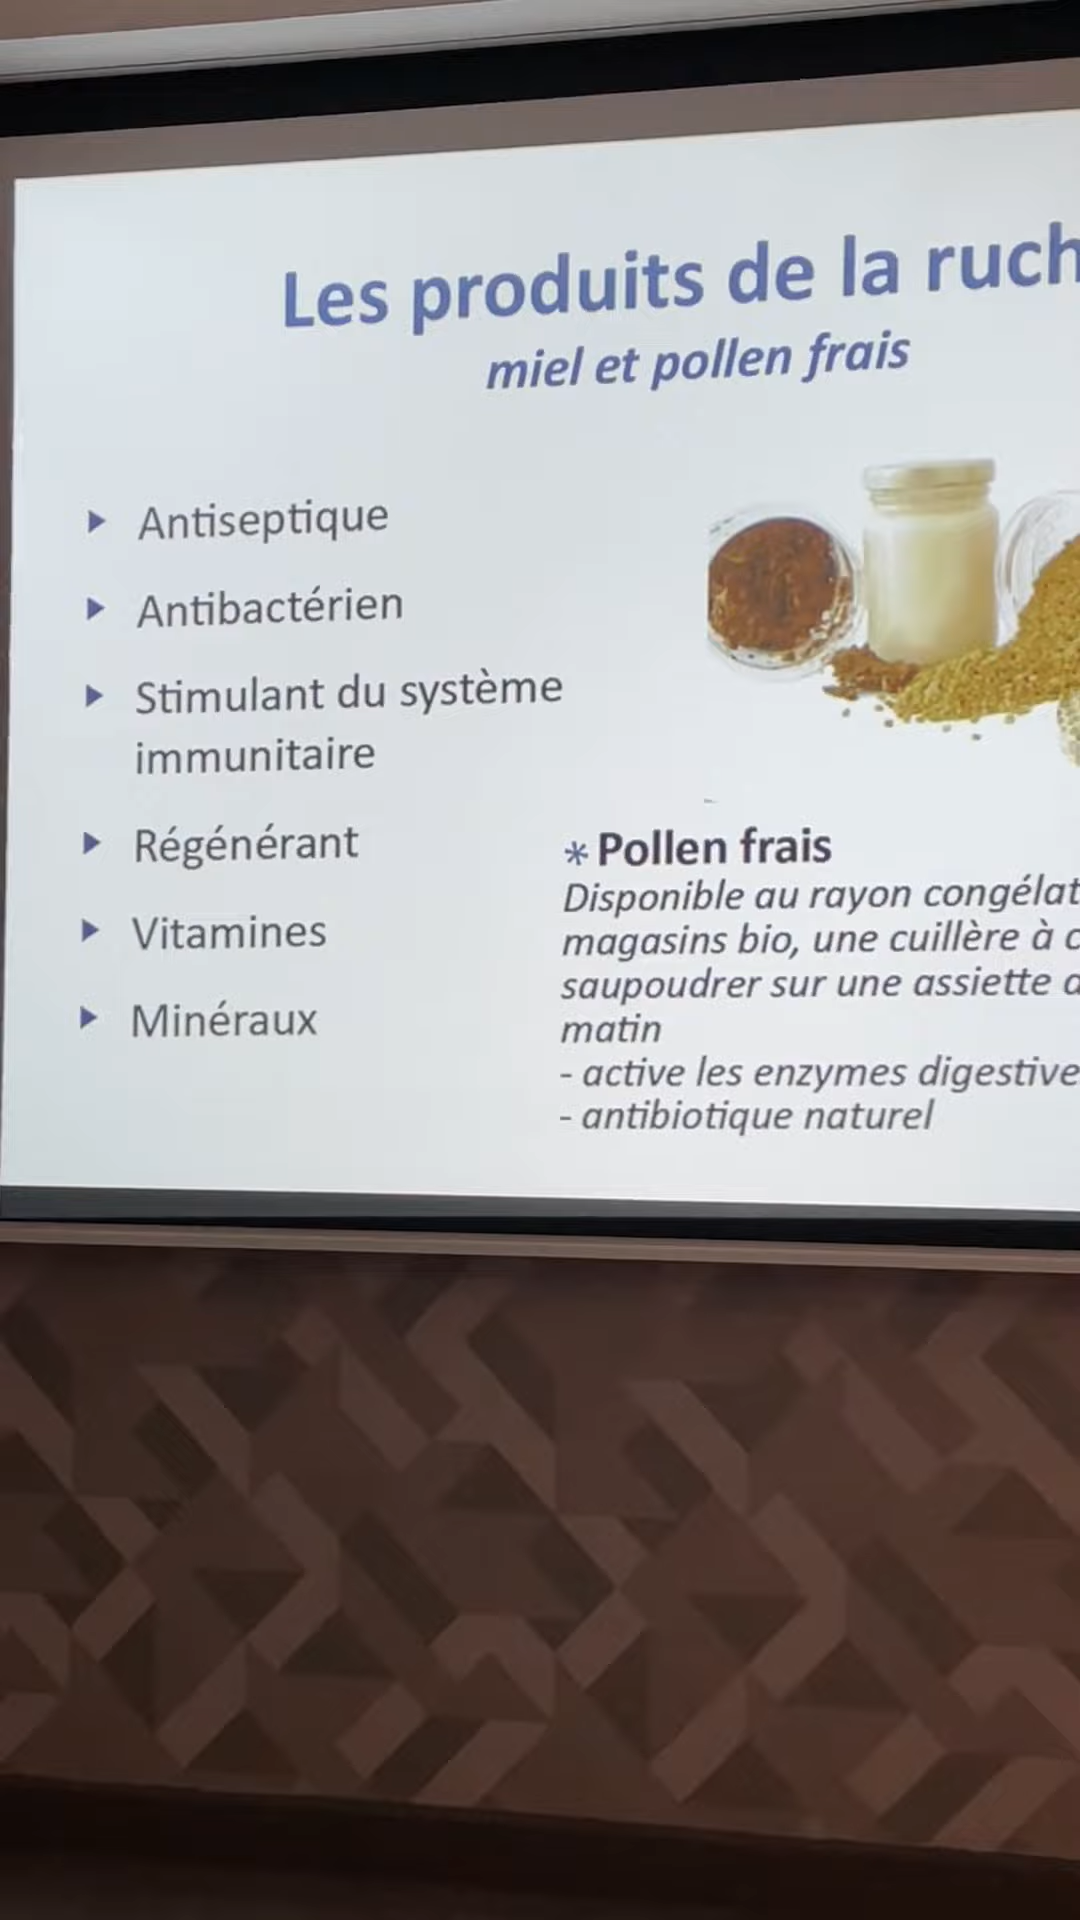 Les produits de la ruch
miel et pollen frais
Antiseptique
Antibactérien
Stimulant du système
immunitaire
Régénérant
Vitamines
Minéraux
* Pollen frais
Disponible au rayon congélat
magasins bio, une cuillère à c
saupoudrer sur une assiette
matin
- active les enzymes digestive
- antibiotique naturel